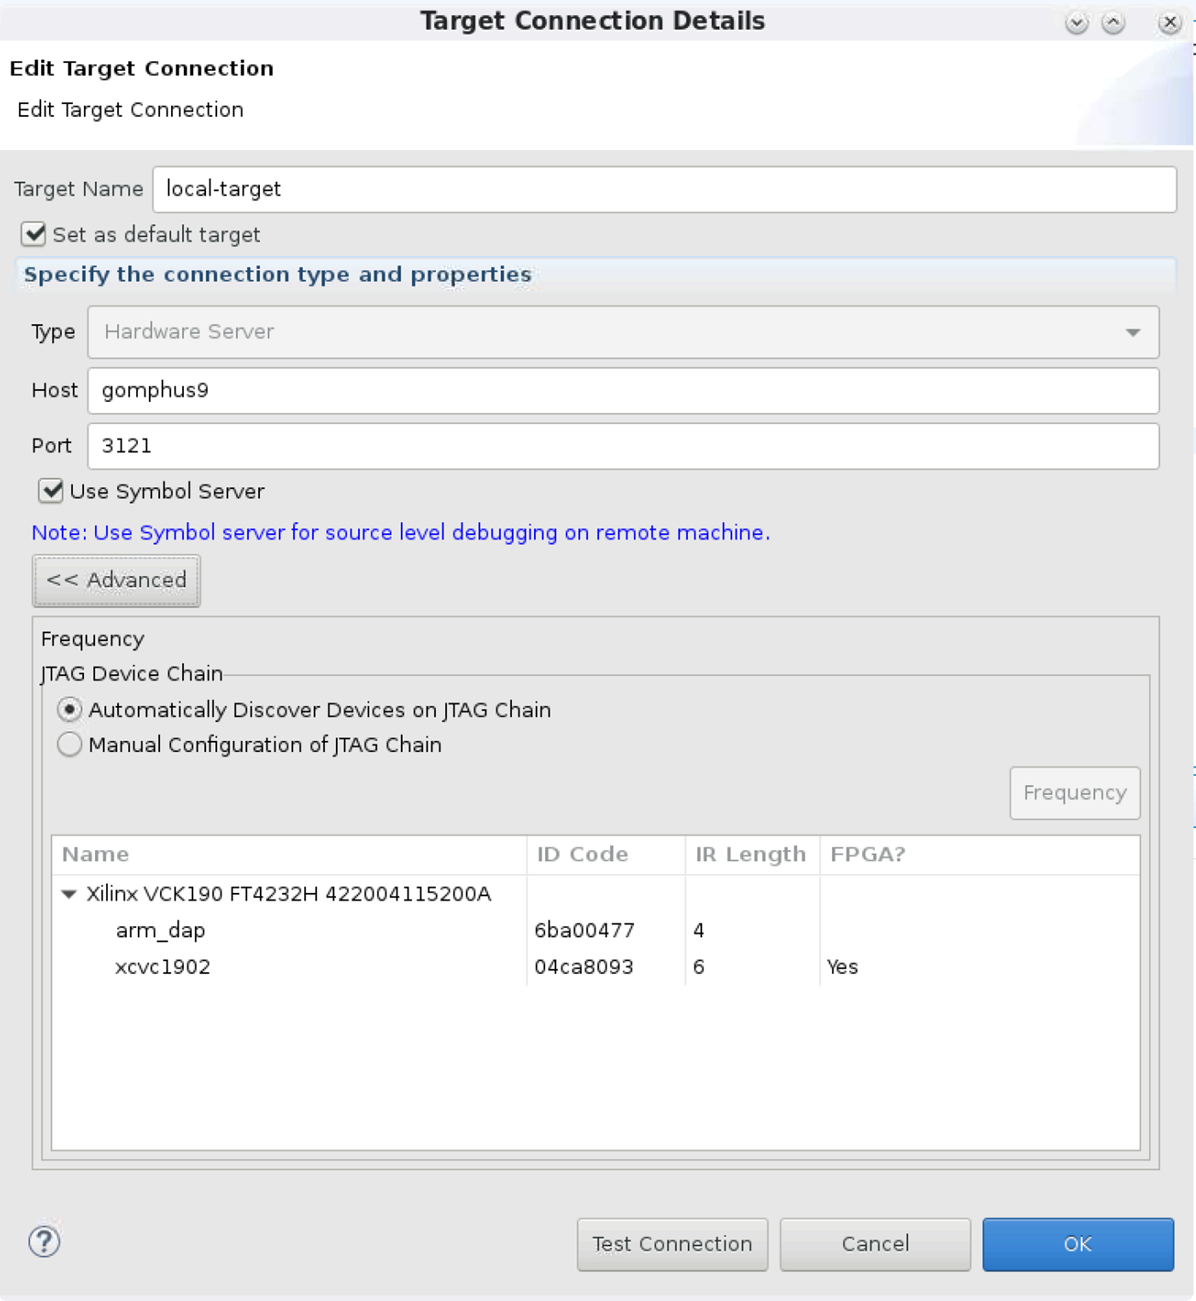 Target Connection Details
Edit Target Connection
Edit Target Connection
Target Name local-target
Set as default target
Specify the connection type and properties
Type Hardware Server
Host gomphus9
Port 3121
Use Symbol Server
Note: Use Symbol server for source level debugging on remote machine.
<< Advanced
Frequency
JTAG Device Chain
Automatically Discover Devices on JTAG Chain
Manual Configuration of JTAG Chain
Frequency
Name ID Code IR Length FPGA?
Xilinx VCK190 FT4232H 422004115200A
arm_dap 6ba00477 4
xcvc1902 04ca8093 6 Yes
? Test Connection Cancel OK